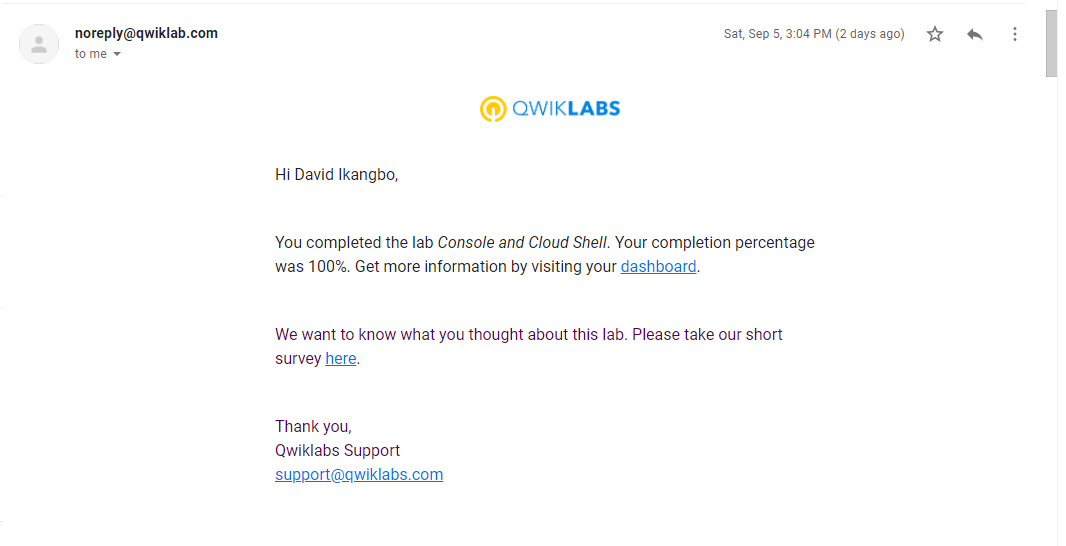 noreply@qwiklab.com
Sat, Sep 5, 3:04 PM (2 days ago)
to me
QWIKLABS
Hi David Ikangbo,
You completed the lab Console and Cloud Shell. Your completion percentage
was 100%. Get more information by visiting your dashboard.
We want to know what you thought about this lab. Please take our short
survey here.
Thank you,
Qwiklabs Support
support@qwiklabs.com